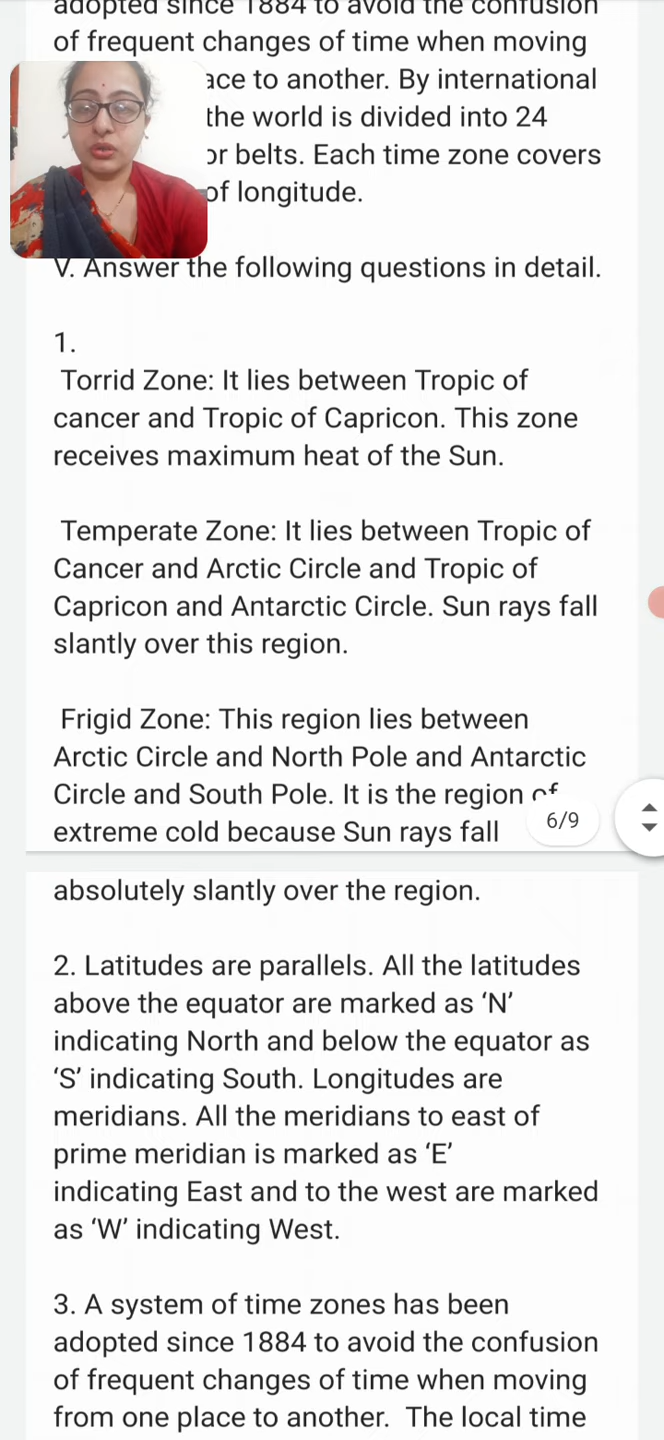 adopted since 1884 to avoid the confusion
of frequent changes of time when moving
ace to another. By international
the world is divided into 24
or belts. Each time zone covers
of longitude.
V. Answer the following questions in detail.
1.
Torrid Zone: It lies between Tropic of
cancer and Tropic of Capricon. This zone
receives maximum heat of the Sun.
Temperate Zone: It lies between Tropic of
Cancer and Arctic Circle and Tropic of
Capricon and Antarctic Circle. Sun rays fall
slantly over this region.
Frigid Zone: This region lies between
Arctic Circle and North Pole and Antarctic
Circle and South Pole. It is the region of
extreme cold because Sun rays fall
6/9
absolutely slantly over the region.
2. Latitudes are parallels. All the latitudes
above the equator are marked as ‘N’
indicating North and below the equator as
‘S’ indicating South. Longitudes are
meridians. All the meridians to east of
prime meridian is marked as ‘E’
indicating East and to the west are marked
as ‘W’ indicating West.
3. A system of time zones has been
adopted since 1884 to avoid the confusion
of frequent changes of time when moving
from one place to another. The local time